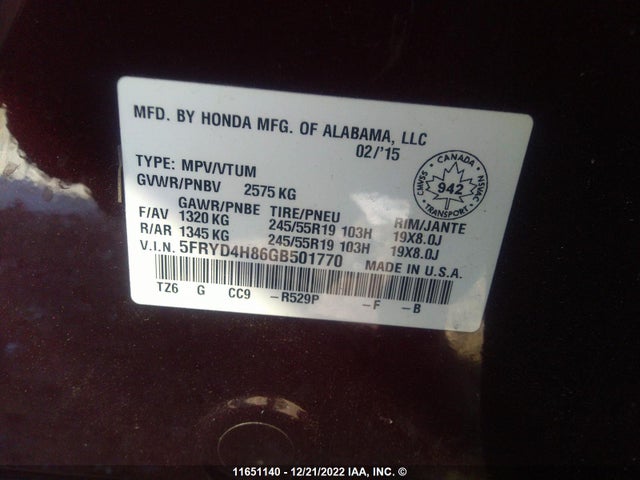 MFD. BY HONDA MFG. OF ALABAMA, LLC
02/'15
TYPE: MPV/VTUM
GVWR/PNBV 2575 KG
GAWR/PNBE TIRE/PNEU RIM/JANTE
F/AV 1320 KG 245/55R19 103H 19X8.0J
R/AR 1345 KG 245/55R19 103H 19X8.0J
V.I.N. 5FRYD4H86GB501770 MADE IN U.S.A.
TZ6 G CC9 -R529P -F -B
CANADA
CMVSS 942 NSVAC
TRANSPORT
11651140 - 12/21/2022 IAA, INC. ©